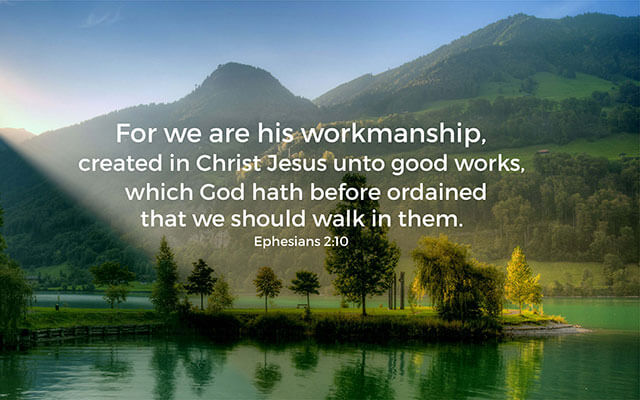 For we are his workmanship,
created in Christ Jesus unto good works,
which God hath before ordained
that we should walk in them.
Ephesians 2:10